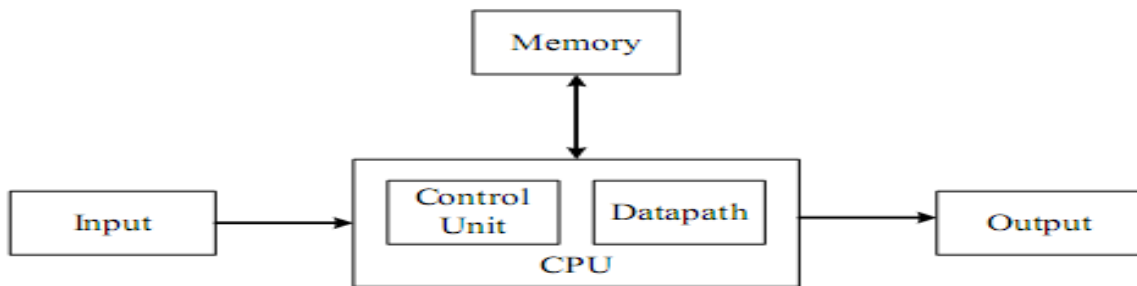 Memory
Input
Control
Unit
Datapath
CPU
Output